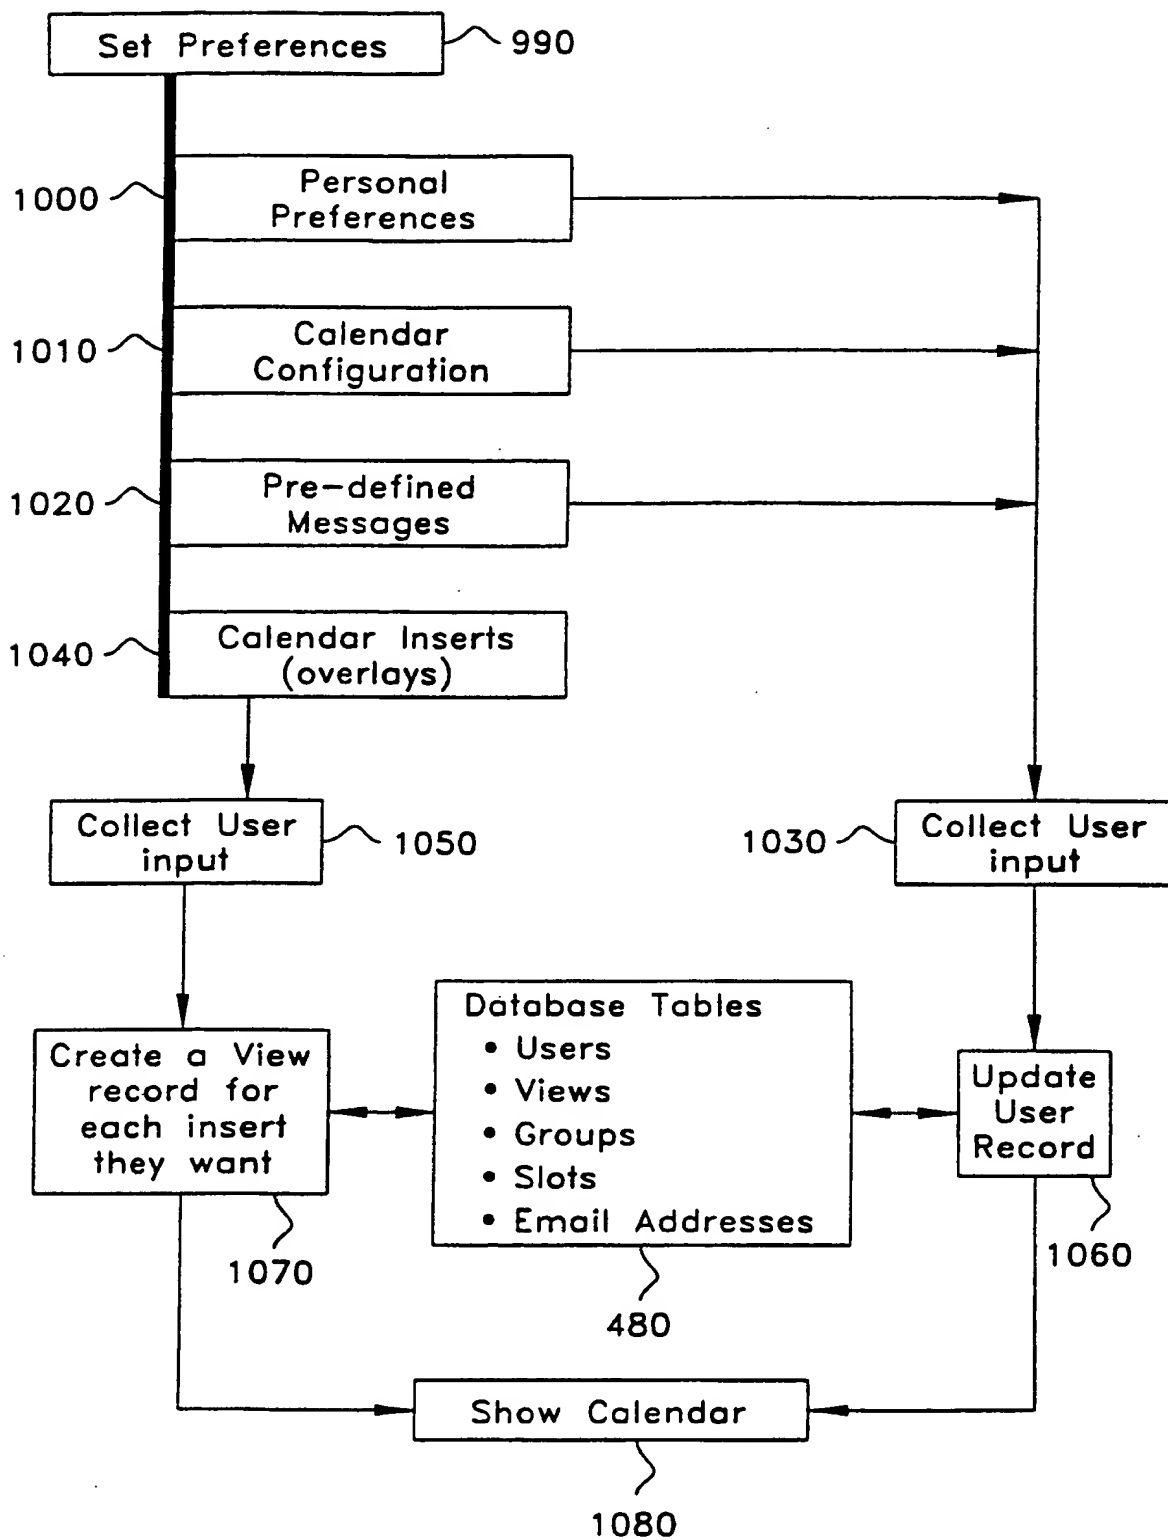 Set Preferences
990
1000
Personal
Preferences
1010
Calendar
Configuration
1020
Pre-defined
Messages
1040
Calendar Inserts
(overlays)
Collect User
input
1050
1030
Collect User
input
Create a View
record for
each insert
they want
1070
Database Tables
• Users
• Views
• Groups
• Slots
• Email Addresses
480
Update
User
Record
1060
Show Calendar
1080